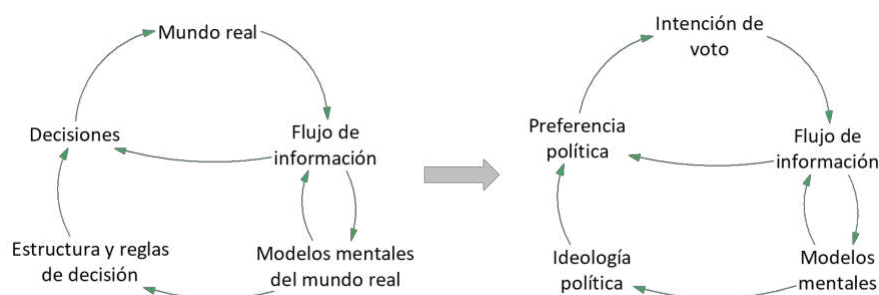 Mundo real
Decisiones
Flujo de
información
Estructura y reglas
de decisión
Modelos mentales
del mundo real
Intención de
voto
Preferencia
política
Flujo de
información
Ideología
política
Modelos
mentales